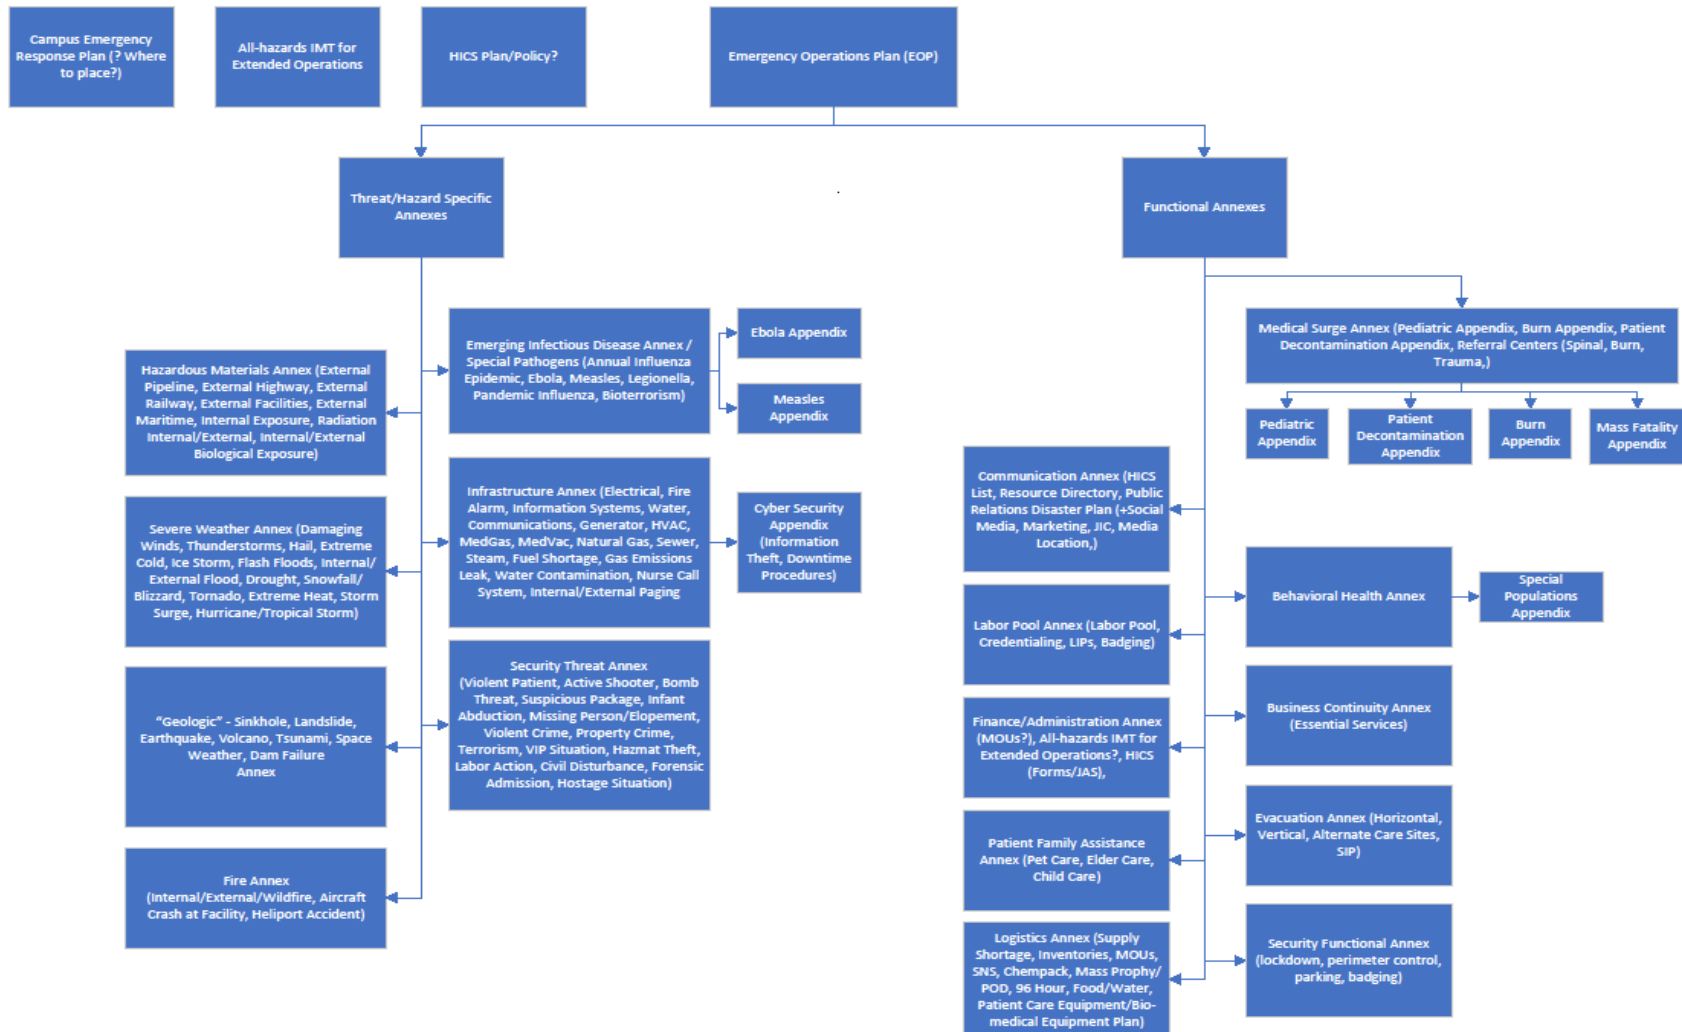 Campus Emergency
Response Plan (? Where
to place?)
All-hazards IMT for
Extended Operations
HICS Plan/Policy?
Emergency Operations Plan (EOP)
Threat/Hazard Specific
Annexes
Functional Annexes
Hazardous Materials Annex (External
Pipeline, External Highway, External
Railway, External Facilities, External
Maritime, Internal Exposure, Radiation
Internal/External, Internal/External
Biological Exposure)
Emerging Infectious Disease Annex /
Special Pathogens (Annual Influenza
Epidemic, Ebola, Measles, Legionella,
Pandemic Influenza, Bioterrorism)
Ebola Appendix
Measles
Appendix
Severe Weather Annex (Damaging
Winds, Thunderstorms, Hail, Extreme
Cold, Ice Storm, Flash Floods, Internal/
External Flood, Drought, Snowfall/
Blizzard, Tornado, Extreme Heat, Storm
Surge, Hurricane/Tropical Storm)
Infrastructure Annex (Electrical, Fire
Alarm, Information Systems, Water,
Communications, Generator, HVAC,
MedGas, MedVac, Natural Gas, Sewer,
Steam, Fuel Shortage, Gas Emissions
Leak, Water Contamination, Nurse Call
System, Internal/External Paging
Cyber Security
Appendix
(Information
Theft, Downtime
Procedures)
"Geologic" - Sinkhole, Landslide,
Earthquake, Volcano, Tsunami, Space
Weather, Dam Failure
Annex
Security Threat Annex
(Violent Patient, Active Shooter, Bomb
Threat, Suspicious Package, Infant
Abduction, Missing Person/Elopement,
Violent Crime, Property Crime,
Terrorism, VIP Situation, Hazmat Theft,
Labor Action, Civil Disturbance, Forensic
Admission, Hostage Situation)
Fire Annex
(Internal/External/Wildfire, Aircraft
Crash at Facility, Heliport Accident)
Medical Surge Annex (Pediatric Appendix, Burn Appendix, Patient
Decontamination Appendix, Referral Centers (Spinal, Burn,
Trauma,)
Pediatric
Appendix
Patient
Decontamination
Appendix
Burn
Appendix
Mass Fatality
Appendix
Communication Annex (HICS
List, Resource Directory, Public
Relations Disaster Plan (+Social
Media, Marketing, JIC, Media
Location,)
Behavioral Health Annex
Special
Populations
Appendix
Labor Pool Annex (Labor Pool,
Credentialing, LIPs, Badging)
Business Continuity Annex
(Essential Services)
Finance/Administration Annex
(MOUs?), All-hazards IMT for
Extended Operations?, HICS
(Forms/JAS),
Evacuation Annex (Horizontal,
Vertical, Alternate Care Sites,
SIP)
Patient Family Assistance
Annex (Pet Care, Elder Care,
Child Care)
Security Functional Annex
(lockdown, perimeter control,
parking, badging)
Logistics Annex (Supply
Shortage, Inventories, MOUs,
SNS, Chempack, Mass Prophy/
POD, 96 Hour, Food/Water,
Patient Care Equipment/Bio-
medical Equipment Plan)